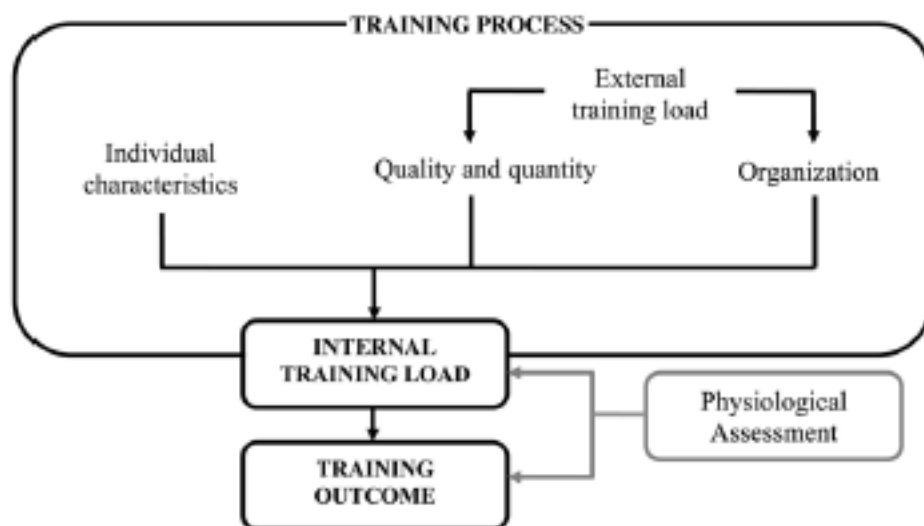 TRAINING PROCESS
External
training load
Individual
characteristics
Quality and quantity
Organization
INTERNAL
TRAINING LOAD
Physiological
Assessment
TRAINING
OUTCOME